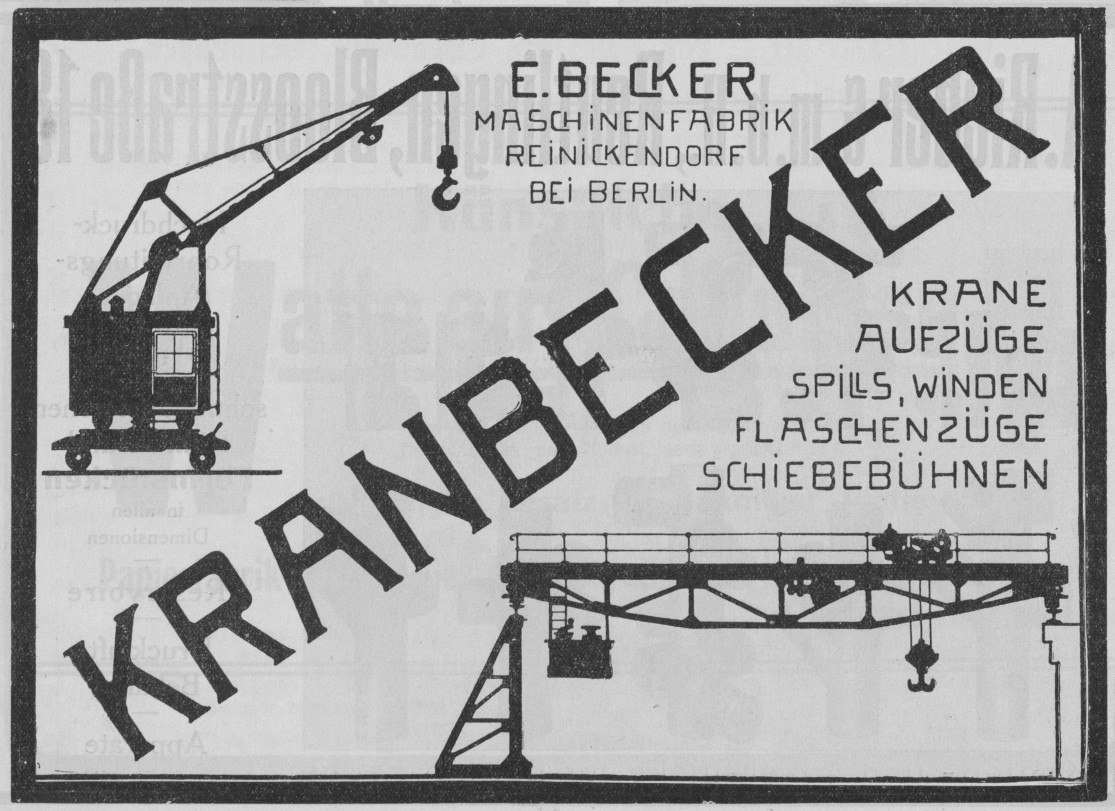 E. BECKER
MASCHINENFABRIK
REINICKENDORF
BEI BERLIN.
KRANBECKER
KRANE
AUFZÜGE
SPILLS, WINDEN
FLASCHENZÜGE
SCHIEBEBÜHNEN